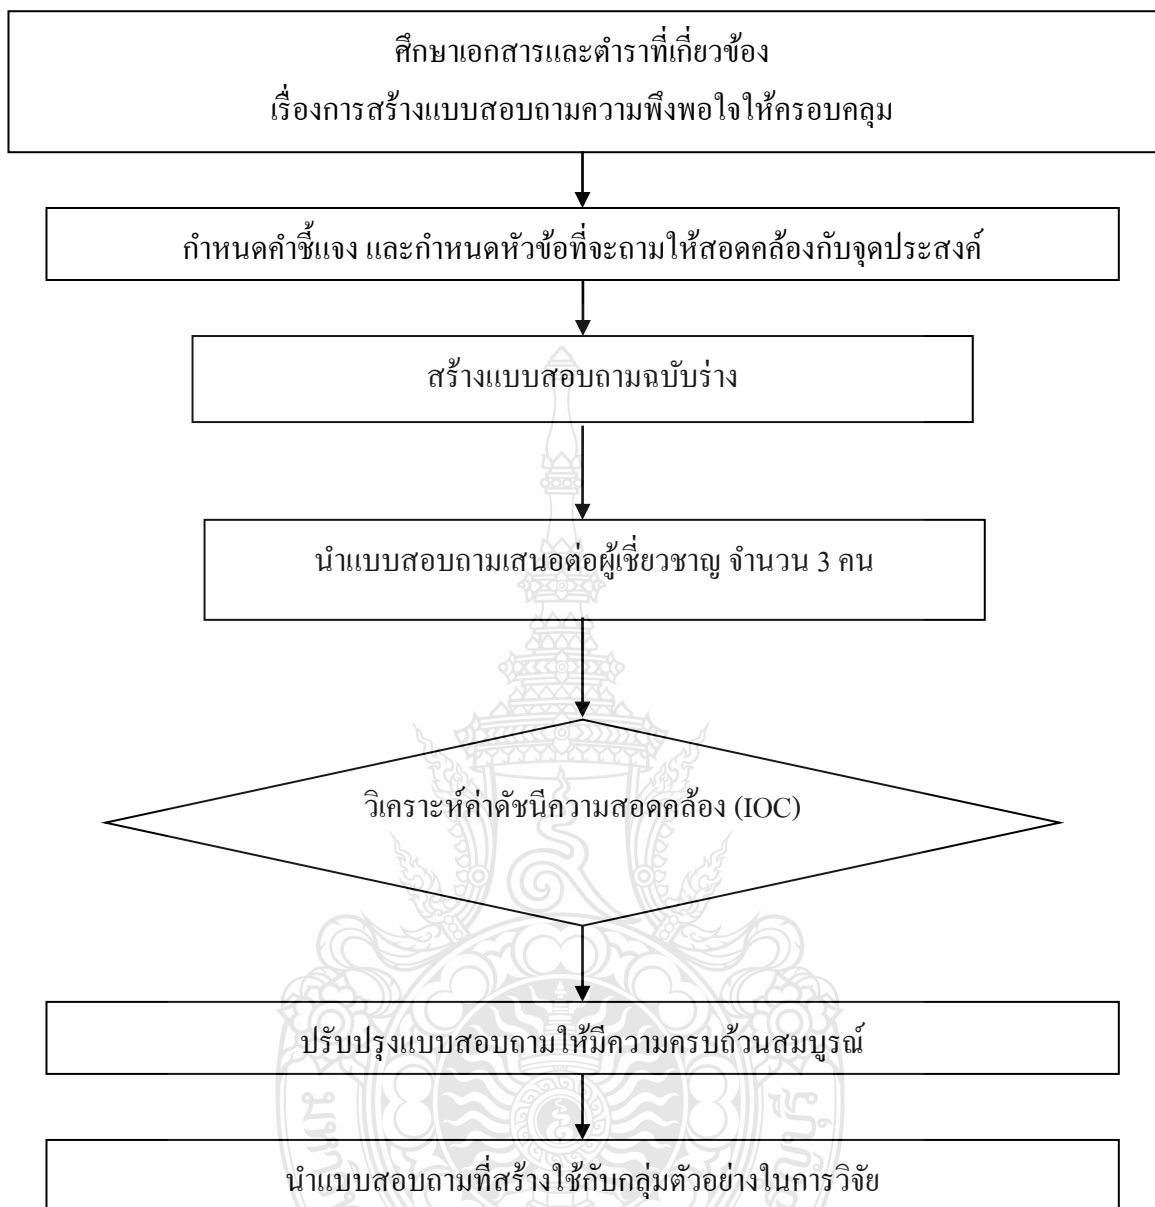 ศึกษาเอกสารและตำราที่เกี่ยวข้อง
เรื่องการสร้างแบบสอบถามความพึงพอใจให้ครอบคลุม
กำหนดคำชี้แจง และกำหนดหัวข้อที่จะถามให้สอดคล้องกับจุดประสงค์
สร้างแบบสอบถามฉบับร่าง
นำแบบสอบถามเสนอต่อผู้เชี่ยวชาญ จำนวน 3 คน
วิเคราะห์ค่าดัชนีความสอดคล้อง (IOC)
ปรับปรุงแบบสอบถามให้มีความครบถ้วนสมบูรณ์
นำแบบสอบถามที่สร้างใช้กับกลุ่มตัวอย่างในการวิจัย